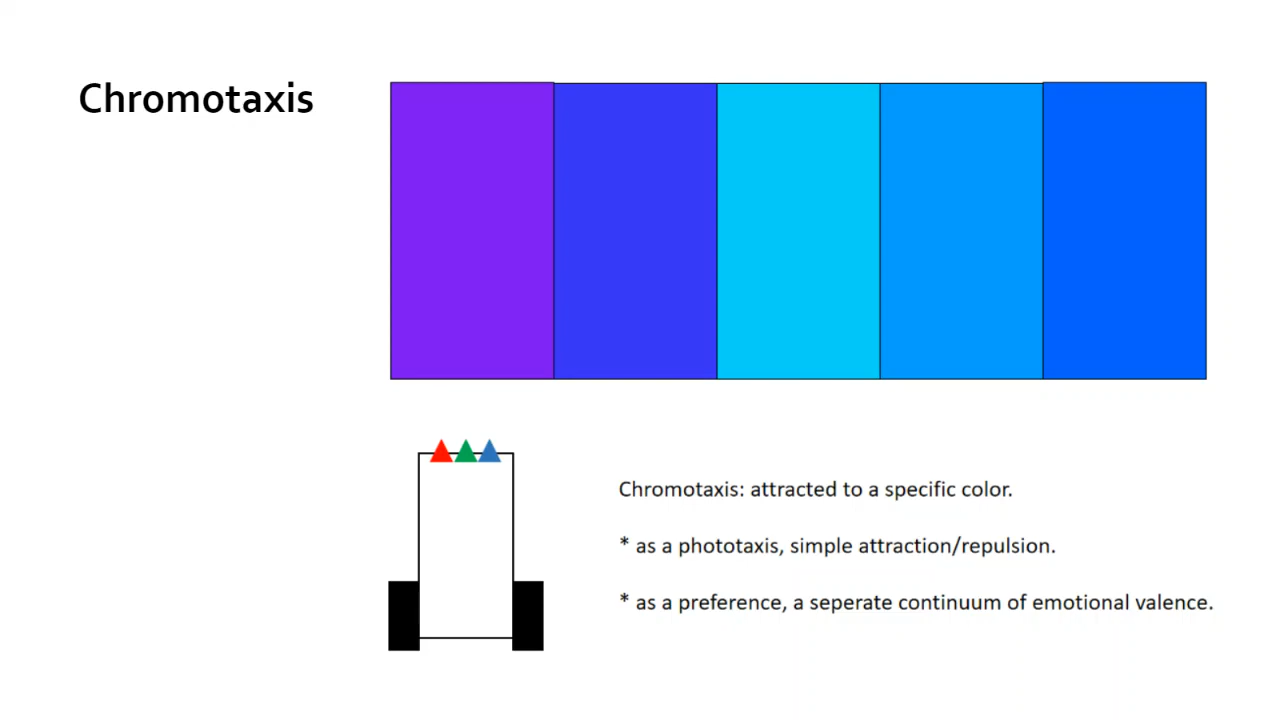 Chromotaxis
Chromotaxis: attracted to a specific color.
* as a phototaxis, simple attraction/repulsion.
* as a preference, a seperate continuum of emotional valence.